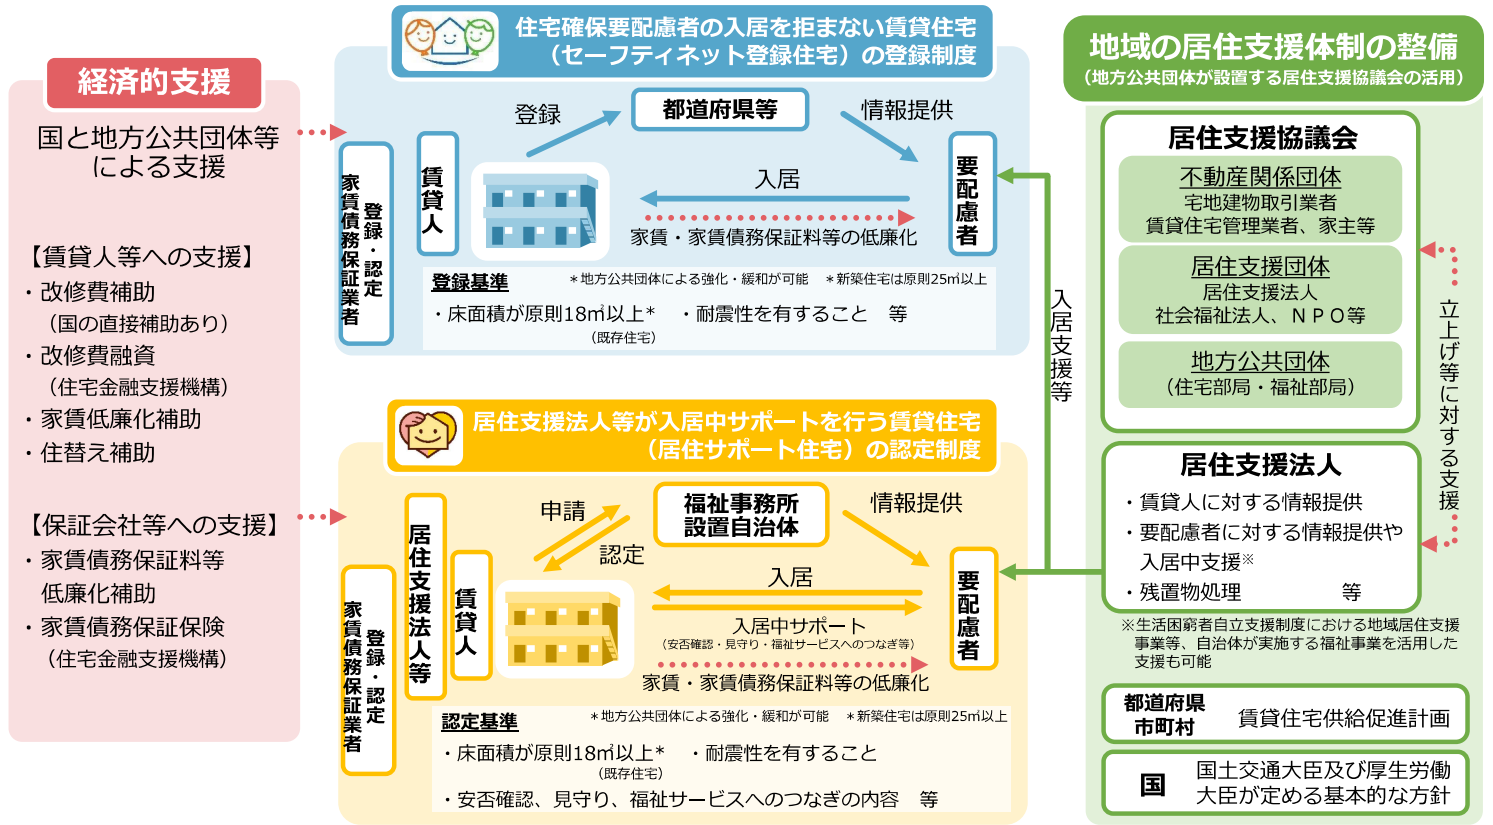 経済的支援
国と地方公共団体等
による支援
【賃貸人等への支援】
・改修費補助
（国の直接補助あり）
・改修費融資
（住宅金融支援機構）
・家賃低廉化補助
・住替え補助
【保証会社等への支援】
・家賃債務保証料等
低廉化補助
・家賃債務保証保険
（住宅金融支援機構）
住宅確保要配慮者の入居を拒まない賃貸住宅
（セーフティネット登録住宅）の登録制度
登録
都道府県等
情報提供
登録・認定
家賃債務保証業者
賃貸人
入居
家賃・家賃債務保証料等の低廉化
要配慮者
登録基準
＊地方公共団体による強化・緩和が可能　＊新築住宅は原則25㎡以上
・床面積が原則18㎡以上＊　・耐震性を有すること　等
（既存住宅）
居住支援法人等が入居中サポートを行う賃貸住宅
（居住サポート住宅）の認定制度
申請
認定
福祉事務所
設置自治体
情報提供
登録・認定
家賃債務保証業者
居住支援法人等
賃貸人
入居
入居中サポート
（安否確認・見守り・福祉サービスへのつなぎ等）
家賃・家賃債務保証料等の低廉化
要配慮者
認定基準
＊地方公共団体による強化・緩和が可能　＊新築住宅は原則25㎡以上
・床面積が原則18㎡以上＊　・耐震性を有すること
（既存住宅）
・安否確認、見守り、福祉サービスへのつなぎの内容　等
入居支援等
地域の居住支援体制の整備
（地方公共団体が設置する居住支援協議会の活用）
居住支援協議会
不動産関係団体
宅地建物取引業者
賃貸住宅管理業者、家主等
居住支援団体
居住支援法人
社会福祉法人、ＮＰＯ等
地方公共団体
（住宅部局・福祉部局）
立上げ等に対する支援
居住支援法人
・賃貸人に対する情報提供
・要配慮者に対する情報提供や
入居中支援※
・残置物処理　等
※生活困窮者自立支援制度における地域居住支援
事業等、自治体が実施する福祉事業を活用した
支援も可能
都道府県
市町村
賃貸住宅供給促進計画
国
国土交通大臣及び厚生労働
大臣が定める基本的な方針